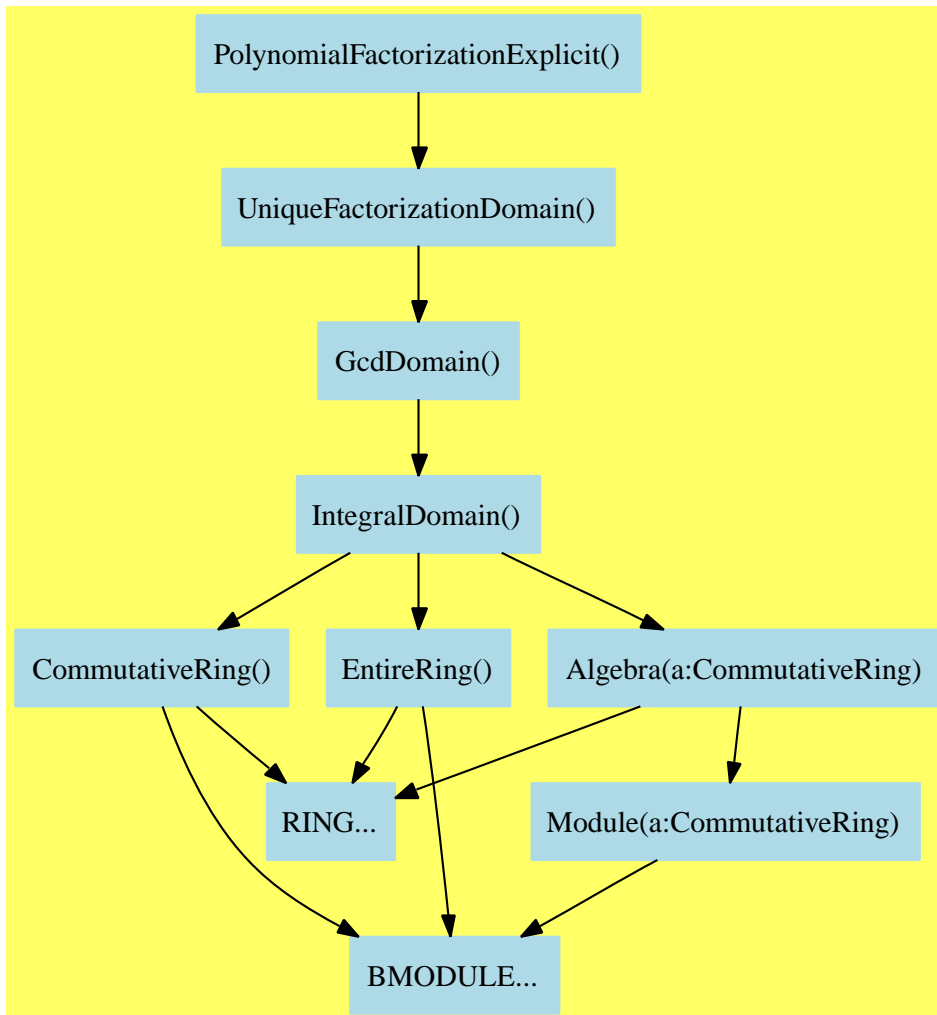 PolynomialFactorizationExplicit()
UniqueFactorizationDomain()
GcdDomain()
IntegralDomain()
CommutativeRing()
EntireRing()
Algebra(a:CommutativeRing)
RING...
Module(a:CommutativeRing)
BMODULE...